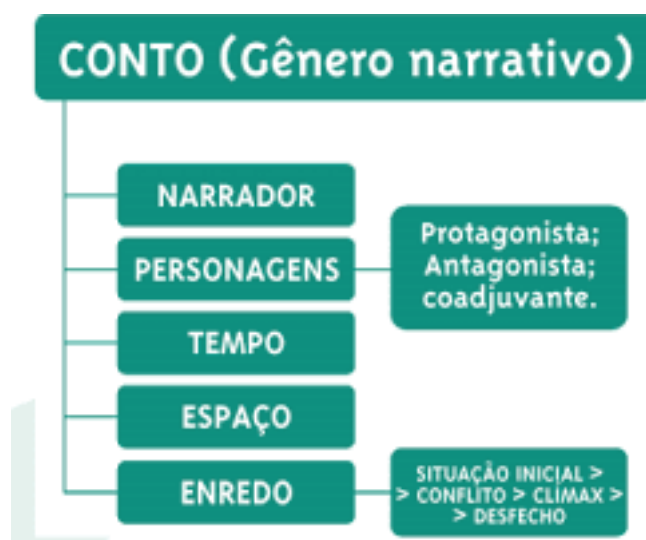 CONTO (Gênero narrativo)
NARRADOR
PERSONAGENS
Protagonista;
Antagonista;
coadjuvante.
TEMPO
ESPAÇO
ENREDO
SITUAÇÃO INICIAL >
> CONFLITO > CLÍMAX >
> DESFECHO